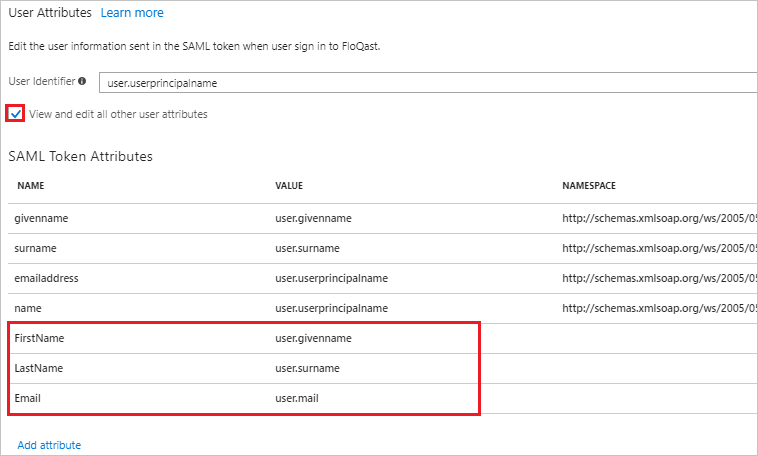 User Attributes Learn more
Edit the user information sent in the SAML token when user sign in to FloQast.
User Identifier user.userprincipalname
View and edit all other user attributes
SAML Token Attributes
NAME VALUE NAMESPACE
givenname user.givenname http://schemas.xmlsoap.org/ws/2005/05
surname user.surname http://schemas.xmlsoap.org/ws/2005/05
emailaddress user.userprincipalname http://schemas.xmlsoap.org/ws/2005/05
name user.userprincipalname http://schemas.xmlsoap.org/ws/2005/05
FirstName user.givenname
LastName user.surname
Email user.mail
Add attribute